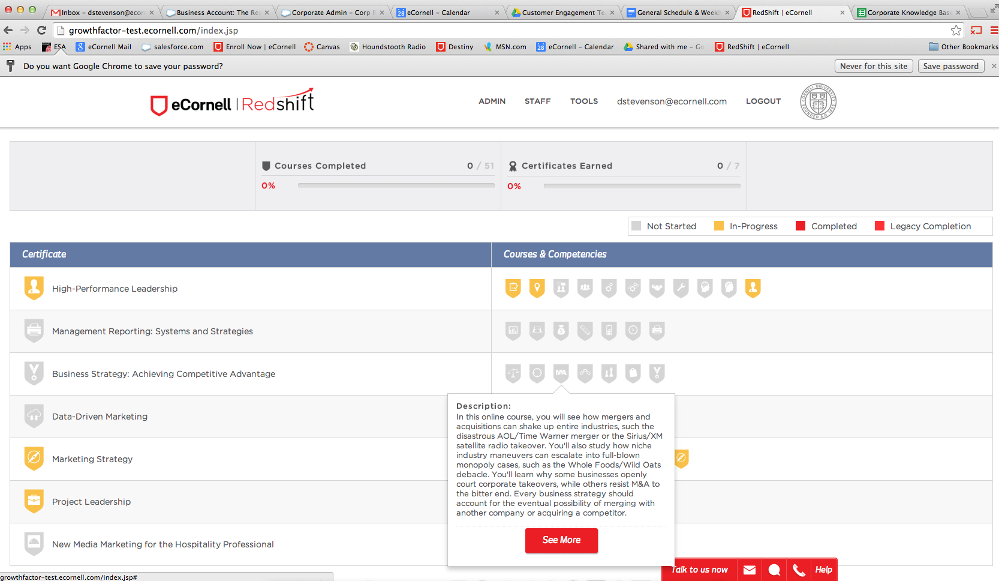 Inbox – dstevenson@ecor
Business Account: The Re
Corporate Admin – Corp R
eCornell – Calendar
Customer Engagement Te
General Schedule & Weekl
RedShift | eCornell
Corporate Knowledge Base
growthfactor-test.ecornell.com/index.jsp
Apps
ESA
eCornell Mail
salesforce.com
Enroll Now | eCornell
Canvas
Houndstooth Radio
Destiny
MSN.com
28 eCornell – Calendar
Shared with me – Go
RedShift | eCornell
Other Bookmarks
Do you want Google Chrome to save your password?
Never for this site
Save password
eCornell | Redshift
ADMIN
STAFF
TOOLS
dstevenson@ecornell.com
LOGOUT
CORNELL UNIVERSITY
FOUNDED A.D. 1865
Courses Completed 0 / 51
0%
Certificates Earned 0 / 7
0%
Not Started
In-Progress
Completed
Legacy Completion
Certificate
Courses & Competencies
High-Performance Leadership
Management Reporting: Systems and Strategies
Business Strategy: Achieving Competitive Advantage
MA
Data-Driven Marketing
Marketing Strategy
Project Leadership
New Media Marketing for the Hospitality Professional
Description:
In this online course, you will see how mergers and
acquisitions can shake up entire industries, such the
disastrous AOL/Time Warner merger or the Sirius/XM
satellite radio takeover. You'll also study how niche
industry maneuvers can escalate into full-blown
monopoly cases, such as the Whole Foods/Wild Oats
debacle. You'll learn why some businesses openly
court corporate takeovers, while others resist M&A to
the bitter end. Every business strategy should
account for the eventual possibility of merging with
another company or acquiring a competitor.
See More
Talk to us now
Help
growthfactor-test.ecornell.com/index.jsp#